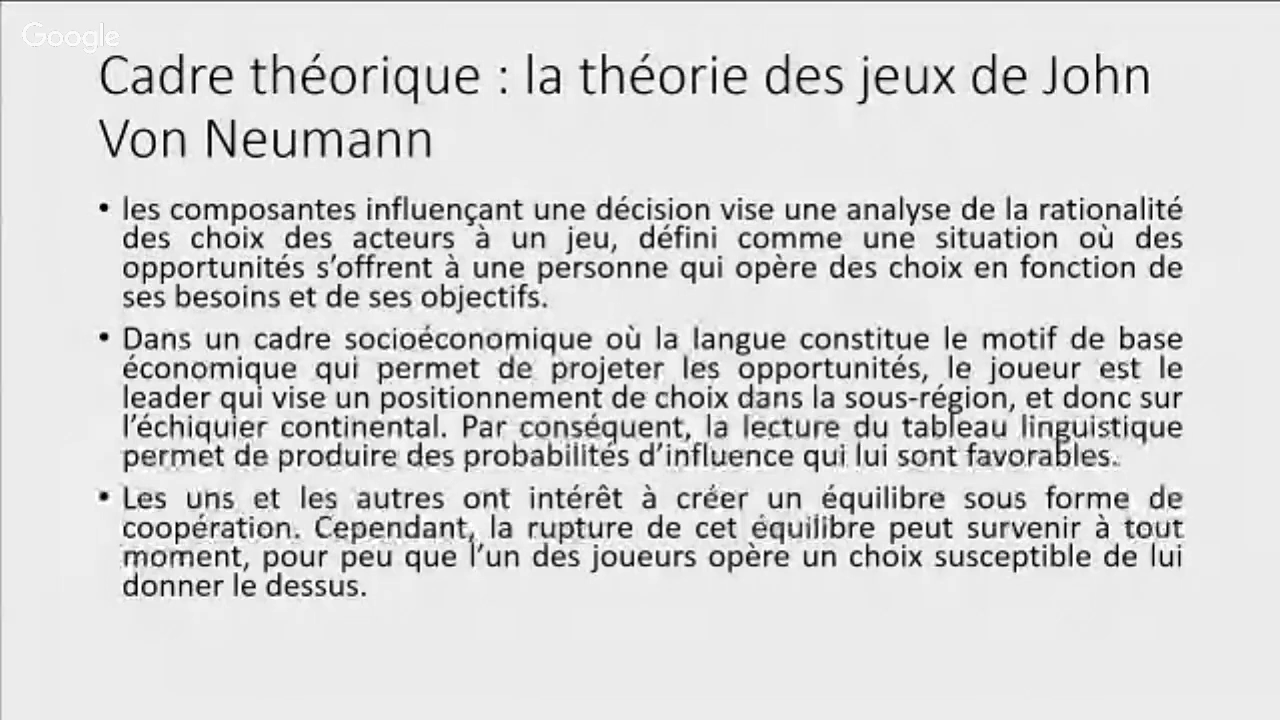 Google
Cadre théorique : la théorie des jeux de John
Von Neumann
• les composantes influençant une décision vise une analyse de la rationalité
des choix des acteurs à un jeu, défini comme une situation où des
opportunités s’offrent à une personne qui opère des choix en fonction de
ses besoins et de ses objectifs.
• Dans un cadre socioéconomique où la langue constitue le motif de base
économique qui permet de projeter les opportunités, le joueur est le
leader qui vise un positionnement de choix dans la sous-région, et donc sur
l’échiquier continental. Par conséquent, la lecture du tableau linguistique
permet de produire des probabilités d’influence qui lui sont favorables.
• Les uns et les autres ont intérêt à créer un équilibre sous forme de
coopération. Cependant, la rupture de cet équilibre peut survenir à tout
moment, pour peu que l’un des joueurs opère un choix susceptible de lui
donner le dessus.